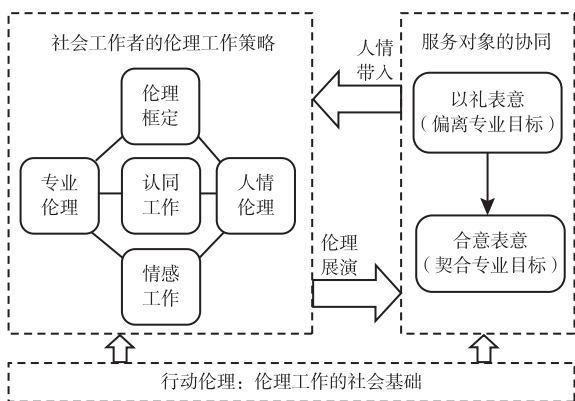 社会工作者的伦理工作策略
伦理
框定
专业
伦理
认同
工作
人情
伦理
情感
工作
人情
带入
伦理
展演
服务对象的协同
以礼表意
（偏离专业目标）
合意表意
（契合专业目标）
行动伦理：伦理工作的社会基础